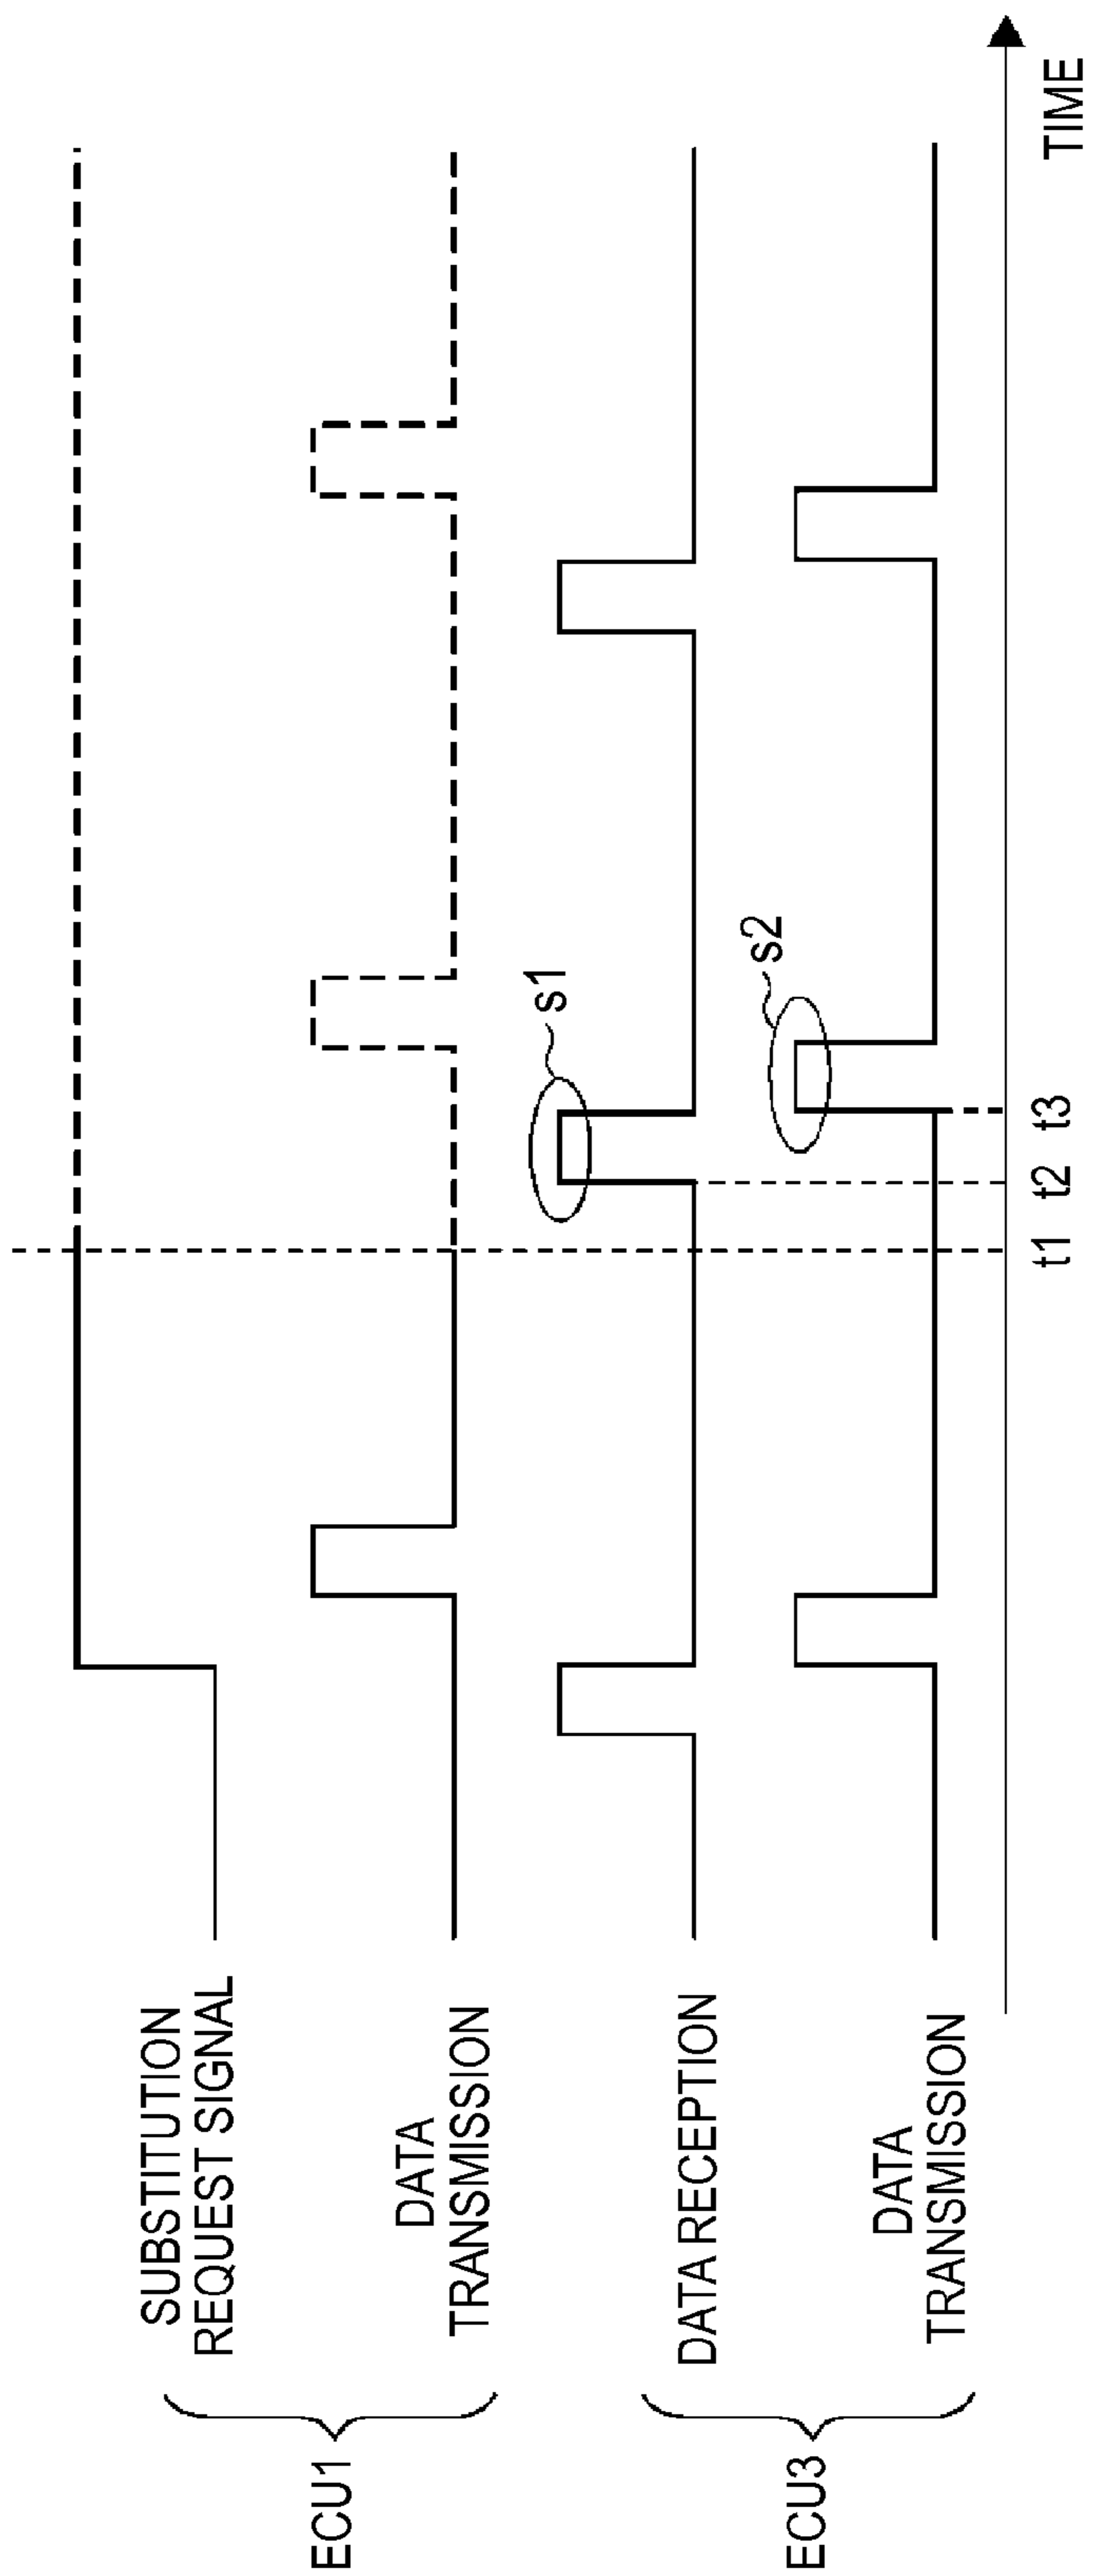 ECU1
SUBSTITUTION
REQUEST SIGNAL
DATA
TRANSMISSION
ECU3
DATA RECEPTION
DATA
TRANSMISSION
s1
s2
t1
t2
t3
TIME